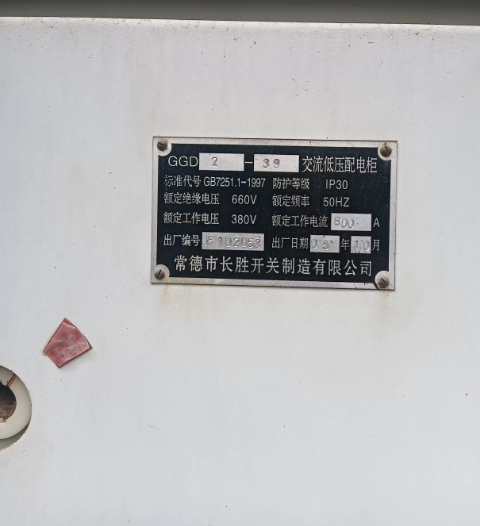 GGD 2 - 39 交流低压配电柜
标准代号 GB7251.1-1997 防护等级 IP30
额定绝缘电压 660V 额定频率 50HZ
额定工作电压 380V 额定工作电流 800 A
出厂编号 出厂日期 05 年 10 月
常德市长胜开关制造有限公司